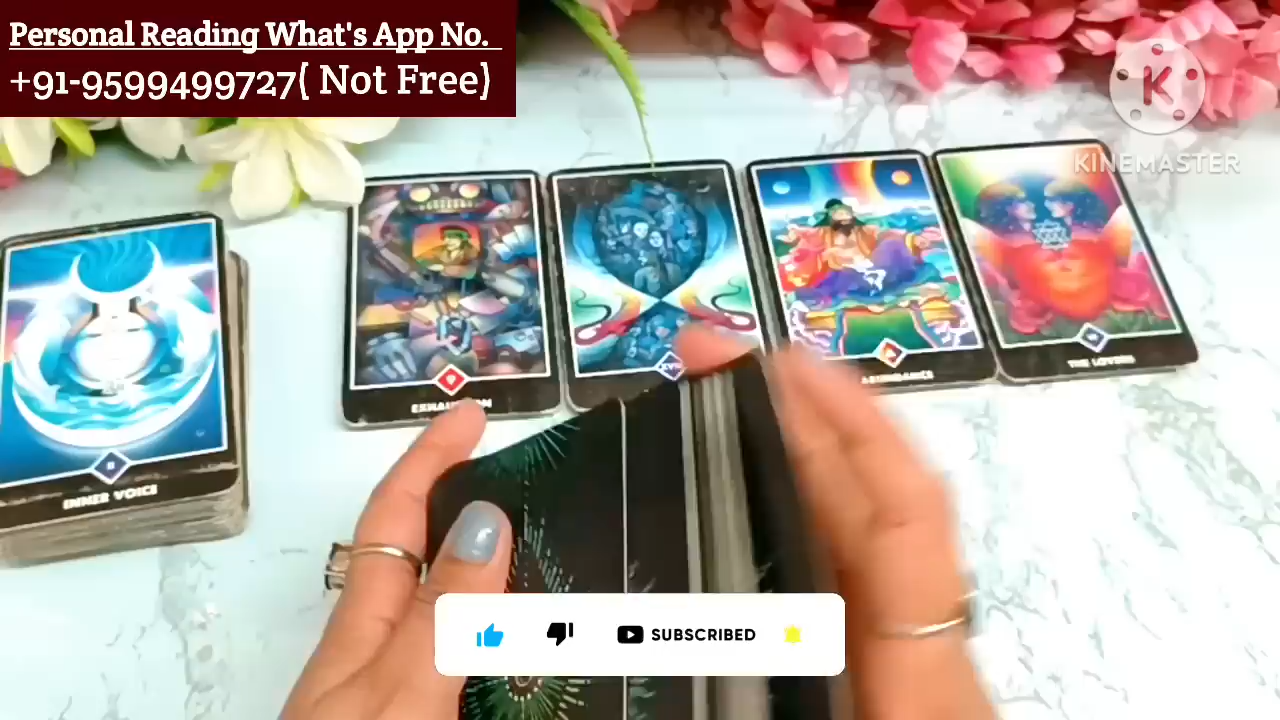 Personal Reading What's App No.
+91-9599499727( Not Free)
K
KINEMASTER
THE LOVERS
INNER VOICE
SUBSCRIBED